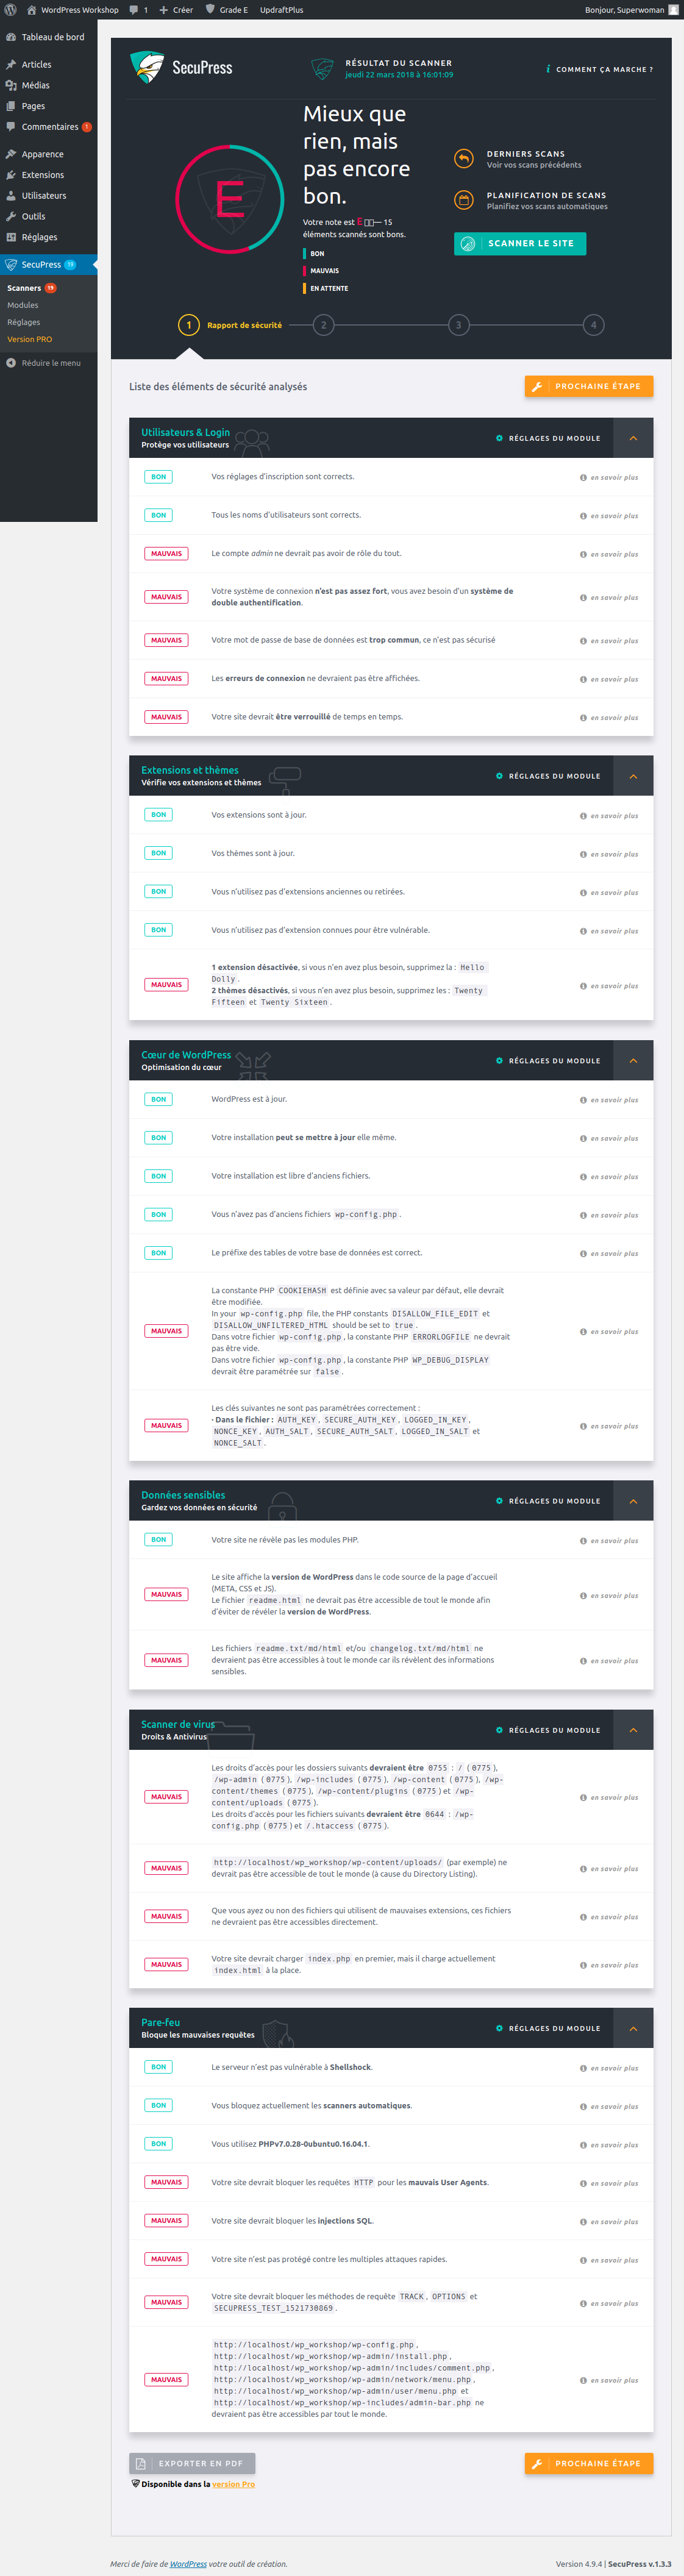 WordPress Workshop 1 Créer Grade E UpdraftPlus Bonjour, Superwoman
Tableau de bord
Articles
Médias
Pages
Commentaires 1
Apparence
Extensions
Utilisateurs
Outils
Réglages
SecuPress 19
Scanners 19
Modules
Réglages
Version PRO
Réduire le menu
SecuPress
RÉSULTAT DU SCANNER
jeudi 22 mars 2018 à 16:01:09
COMMENT ÇA MARCHE ?
E
Mieux que
rien, mais
pas encore
bon.
Votre note est E — 15
éléments scannés sont bons.
BON
MAUVAIS
EN ATTENTE
DERNIERS SCANS
Voir vos scans précédents
PLANIFICATION DE SCANS
Planifiez vos scans automatiques
SCANNER LE SITE
1 Rapport de sécurité 2 3 4
Liste des éléments de sécurité analysés
PROCHAINE ÉTAPE
Utilisateurs & Login
Protège vos utilisateurs
RÉGLAGES DU MODULE
BON Vos réglages d'inscription sont corrects. en savoir plus
BON Tous les noms d'utilisateurs sont corrects. en savoir plus
MAUVAIS Le compte admin ne devrait pas avoir de rôle du tout. en savoir plus
MAUVAIS Votre système de connexion n'est pas assez fort, vous avez besoin d'un système de
double authentification. en savoir plus
MAUVAIS Votre mot de passe de base de données est trop commun, ce n'est pas sécurisé en savoir plus
MAUVAIS Les erreurs de connexion ne devraient pas être affichées. en savoir plus
MAUVAIS Votre site devrait être verrouillé de temps en temps. en savoir plus
Extensions et thèmes
Vérifie vos extensions et thèmes
RÉGLAGES DU MODULE
BON Vos extensions sont à jour. en savoir plus
BON Vos thèmes sont à jour. en savoir plus
BON Vous n'utilisez pas d'extensions anciennes ou retirées. en savoir plus
BON Vous n'utilisez pas d'extension connues pour être vulnérable. en savoir plus
MAUVAIS 1 extension désactivée, si vous n'en avez plus besoin, supprimez la : Hello
Dolly .
2 thèmes désactivés, si vous n'en avez plus besoin, supprimez les : Twenty
Fifteen et Twenty Sixteen . en savoir plus
Cœur de WordPress
Optimisation du cœur
RÉGLAGES DU MODULE
BON WordPress est à jour. en savoir plus
BON Votre installation peut se mettre à jour elle même. en savoir plus
BON Votre installation est libre d'anciens fichiers. en savoir plus
BON Vous n'avez pas d'anciens fichiers wp-config.php . en savoir plus
BON Le préfixe des tables de votre base de données est correct. en savoir plus
MAUVAIS La constante PHP COOKIEHASH est définie avec sa valeur par défaut, elle devrait
être modifiée.
In your wp-config.php file, the PHP constants DISALLOW_FILE_EDIT et
DISALLOW_UNFILTERED_HTML should be set to true .
Dans votre fichier wp-config.php , la constante PHP ERRORLOGFILE ne devrait
pas être vide.
Dans votre fichier wp-config.php , la constante PHP WP_DEBUG_DISPLAY
devrait être paramétrée sur false . en savoir plus
MAUVAIS Les clés suivantes ne sont pas paramétrées correctement :
· Dans le fichier : AUTH_KEY , SECURE_AUTH_KEY , LOGGED_IN_KEY ,
NONCE_KEY , AUTH_SALT , SECURE_AUTH_SALT , LOGGED_IN_SALT et
NONCE_SALT . en savoir plus
Données sensibles
Gardez vos données en sécurité
RÉGLAGES DU MODULE
BON Votre site ne révèle pas les modules PHP. en savoir plus
MAUVAIS Le site affiche la version de WordPress dans le code source de la page d'accueil
(META, CSS et JS).
Le fichier readme.html ne devrait pas être accessible de tout le monde afin
d'éviter de révéler la version de WordPress. en savoir plus
MAUVAIS Les fichiers readme.txt/md/html et/ou changelog.txt/md/html ne
devraient pas être accessibles à tout le monde car ils révèlent des informations
sensibles. en savoir plus
Scanner de virus
Droits & Antivirus
RÉGLAGES DU MODULE
MAUVAIS Les droits d'accès pour les dossiers suivants devraient être 0755 : / ( 0775 ),
/wp-admin ( 0775 ), /wp-includes ( 0775 ), /wp-content ( 0775 ), /wp-
content/themes ( 0775 ), /wp-content/plugins ( 0775 ) et /wp-
content/uploads ( 0775 ).
Les droits d'accès pour les fichiers suivants devraient être 0644 : /wp-
config.php ( 0775 ) et /.htaccess ( 0775 ). en savoir plus
MAUVAIS http://localhost/wp_workshop/wp-content/uploads/ (par exemple) ne
devrait pas être accessible de tout le monde (à cause du Directory Listing). en savoir plus
MAUVAIS Que vous ayez ou non des fichiers qui utilisent de mauvaises extensions, ces fichiers
ne devraient pas être accessibles directement. en savoir plus
MAUVAIS Votre site devrait charger index.php en premier, mais il charge actuellement
index.html à la place. en savoir plus
Pare-feu
Bloque les mauvaises requêtes
RÉGLAGES DU MODULE
BON Le serveur n'est pas vulnérable à Shellshock. en savoir plus
BON Vous bloquez actuellement les scanners automatiques. en savoir plus
BON Vous utilisez PHPv7.0.28-0ubuntu0.16.04.1. en savoir plus
MAUVAIS Votre site devrait bloquer les requêtes HTTP pour les mauvais User Agents. en savoir plus
MAUVAIS Votre site devrait bloquer les injections SQL. en savoir plus
MAUVAIS Votre site n'est pas protégé contre les multiples attaques rapides. en savoir plus
MAUVAIS Votre site devrait bloquer les méthodes de requête TRACK , OPTIONS et
SECUPRESS_TEST_1521730869 . en savoir plus
MAUVAIS http://localhost/wp_workshop/wp-config.php ,
http://localhost/wp_workshop/wp-admin/install.php ,
http://localhost/wp_workshop/wp-admin/includes/comment.php ,
http://localhost/wp_workshop/wp-admin/network/menu.php ,
http://localhost/wp_workshop/wp-admin/user/menu.php et
http://localhost/wp_workshop/wp-includes/admin-bar.php ne
devraient pas être accessibles par tout le monde. en savoir plus
EXPORTER EN PDF
PROCHAINE ÉTAPE
Disponible dans la version Pro
Merci de faire de WordPress votre outil de création. Version 4.9.4 | SecuPress v.1.3.3